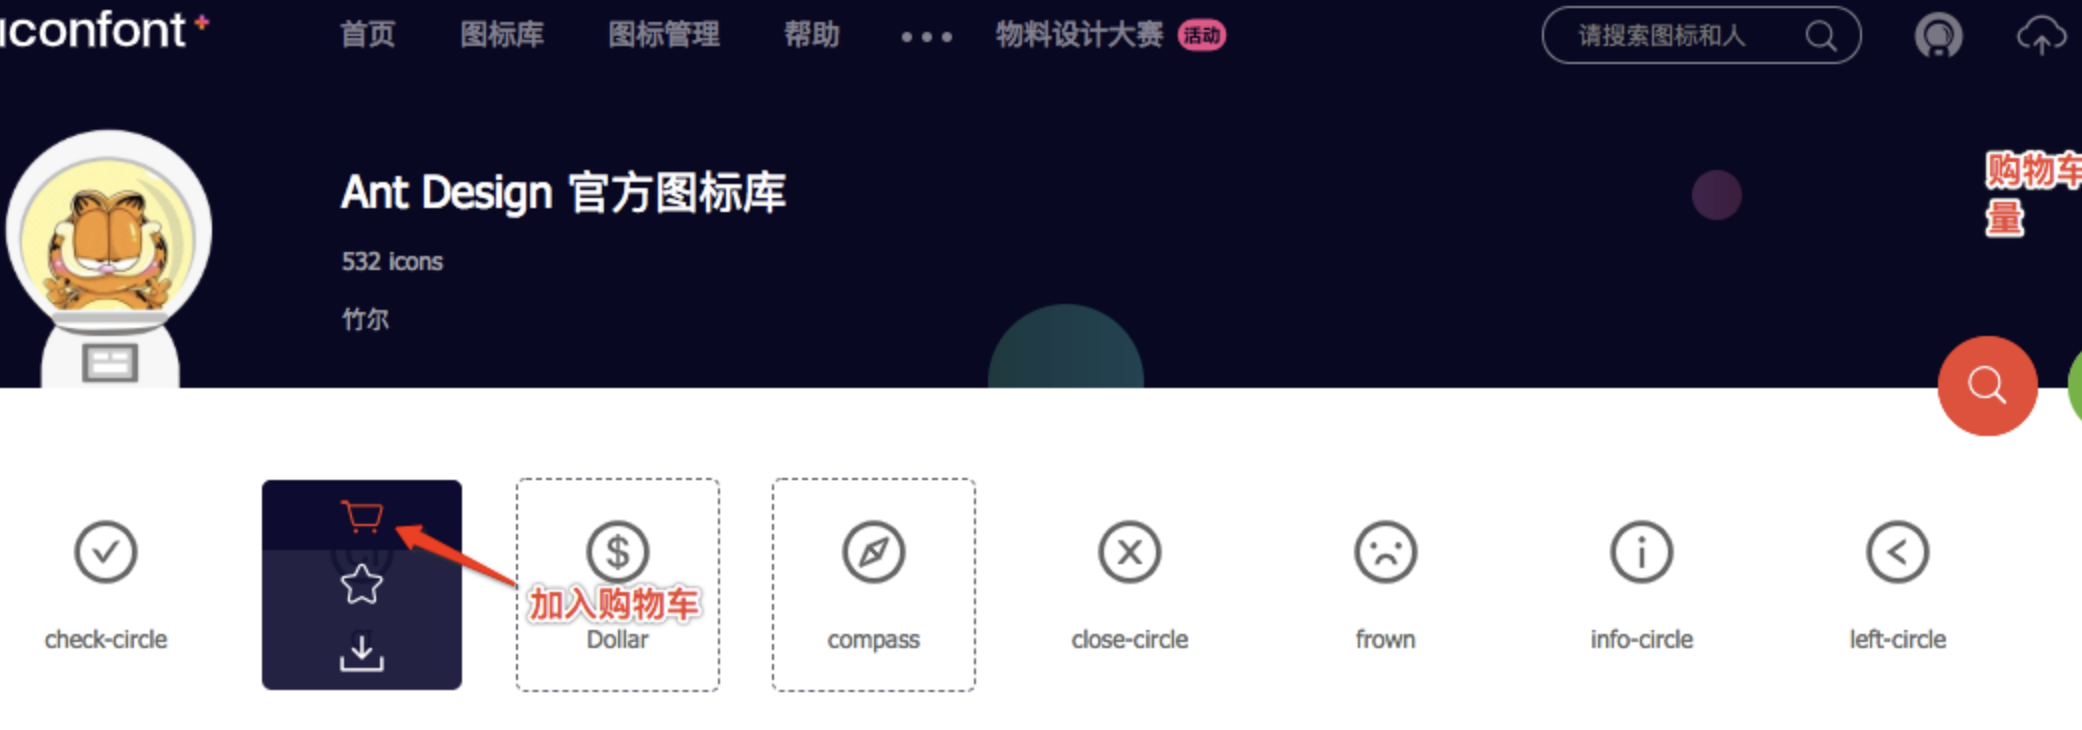 iconfont+
首页 图标库 图标管理 帮助 ••• 物料设计大赛 活动 请搜索图标和人
购物车
量
Ant Design 官方图标库
532 icons
竹尔
加入购物车
check-circle Dollar compass close-circle frown info-circle left-circle